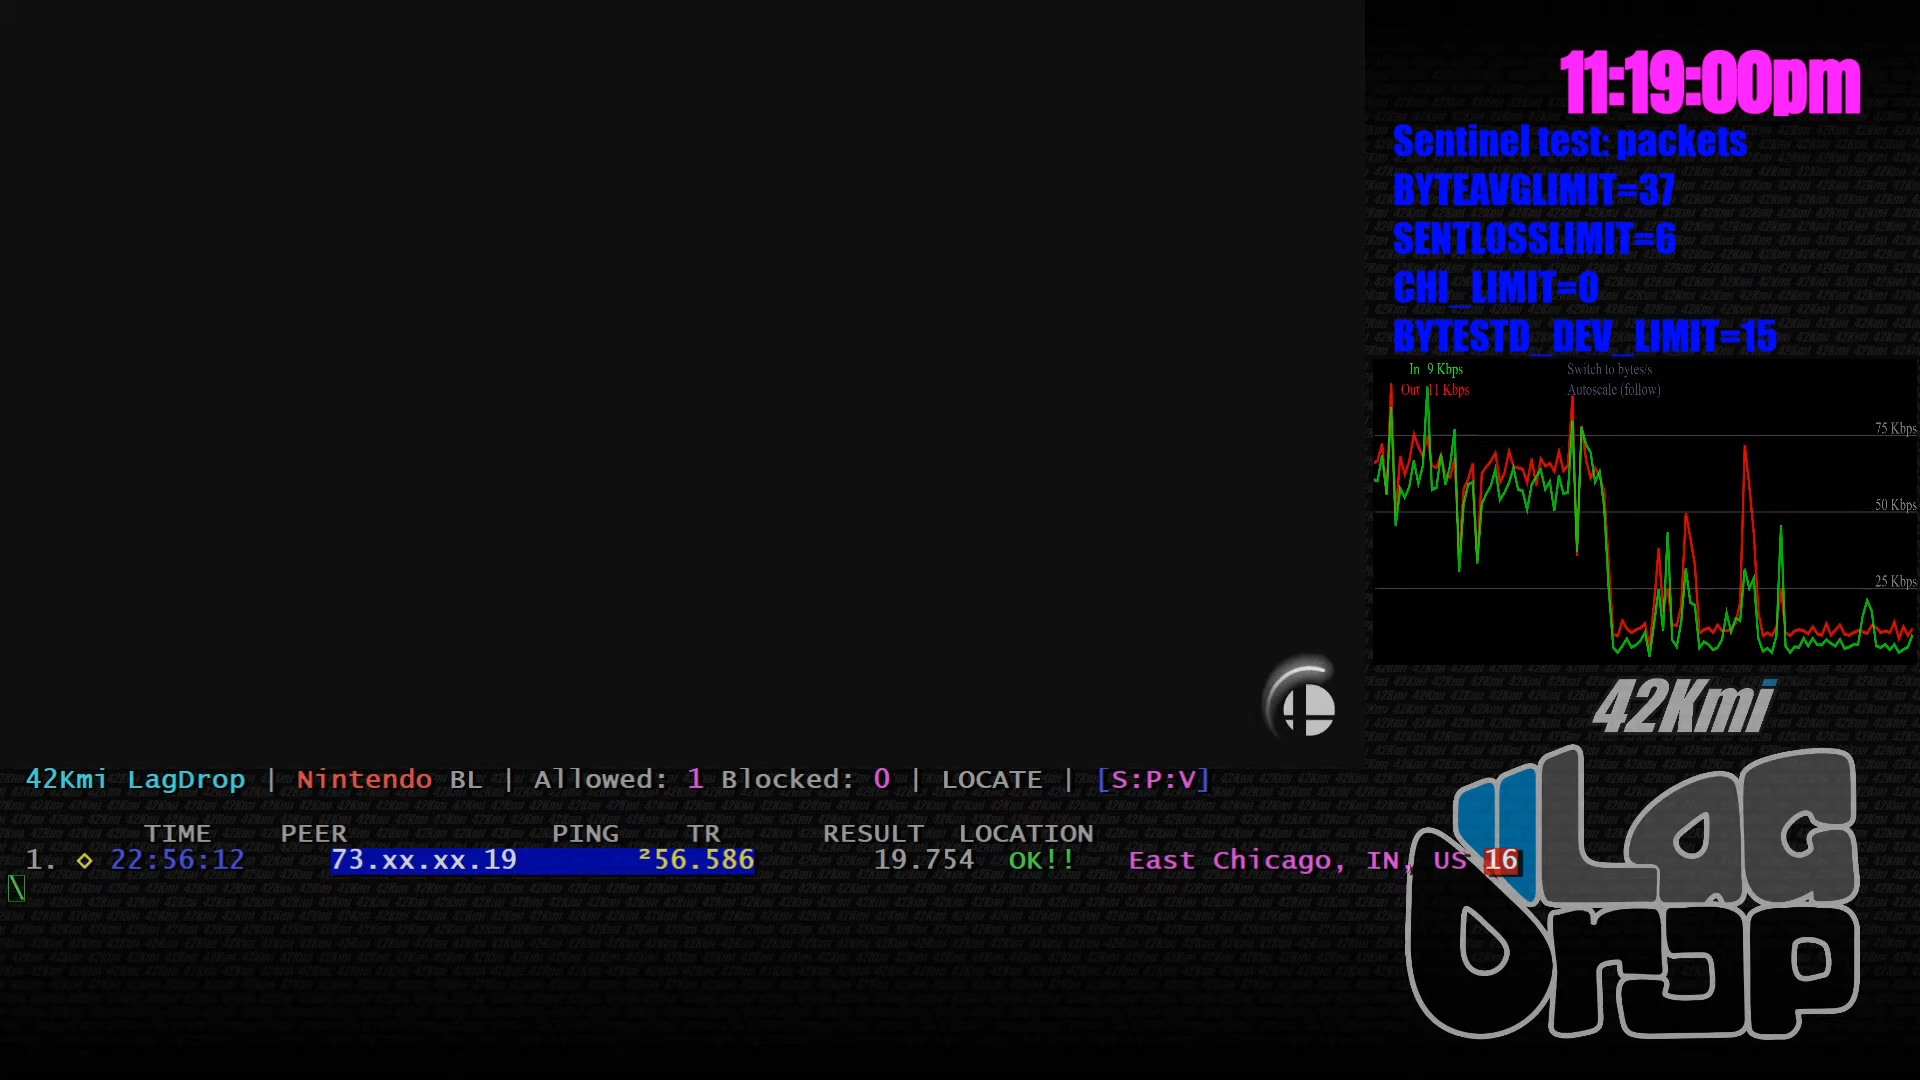 11:19:00pm
Sentinel test: packets
BYTEAVGLIMIT=37
SENTLOSSLIMIT=6
CHI_LIMIT=0
BYTESTD_DEV_LIMIT=15
In 9 Kbps Switch to bytes/s
Out 11 Kbps Autoscale (follow)
75 Kbps
50 Kbps
25 Kbps
42Kmi
LagDrop
42Kmi LagDrop | Nintendo BL | Allowed: 1 Blocked: 0 | LOCATE | [S:P:V]
TIME PEER PING TR RESULT LOCATION
1. ◇ 22:56:12 73.xx.xx.19 ²56.586 19.754 OK!! East Chicago, IN, US 16
\